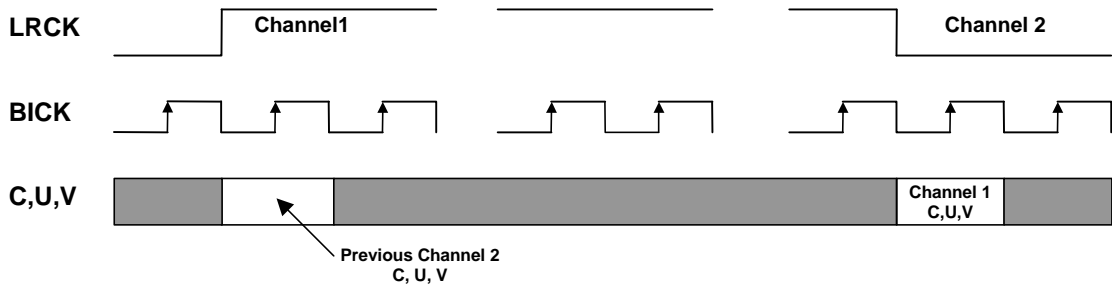 LRCK
Channel1
Channel 2
BICK
C,U,V
Channel 1
C,U,V
Previous Channel 2
C, U, V